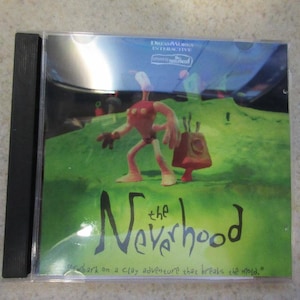 DREAMWORKS
INTERACTIVE
the
Neverhood
on a clay adventure that breaks the mold."